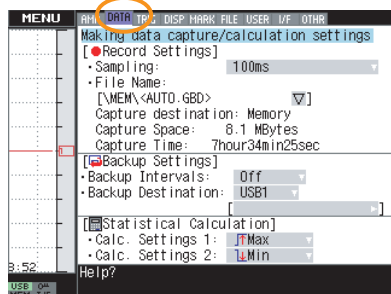 MENU
AMP DATA TRIG DISP MARK FILE USER I/F OTHR
Making data capture/calculation settings
[●Record Settings]
・Sampling: 100ms
・File Name:
[\MEM\<AUTO.GBD> ▽]
Capture destination: Memory
Capture Space: 8.1 MBytes
Capture Time: 7hour34min25sec
[Backup Settings]
・Backup Intervals: Off
・Backup Destination: USB1
[ ]
[Statistical Calculation]
・Calc. Settings 1: Max
・Calc. Settings 2: Min
8:52
Help?
USB